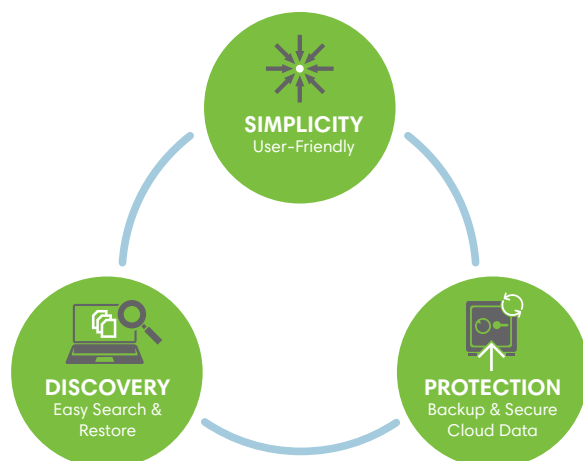 SIMPLICITY
User-Friendly
DISCOVERY
Easy Search &
Restore
PROTECTION
Backup & Secure
Cloud Data